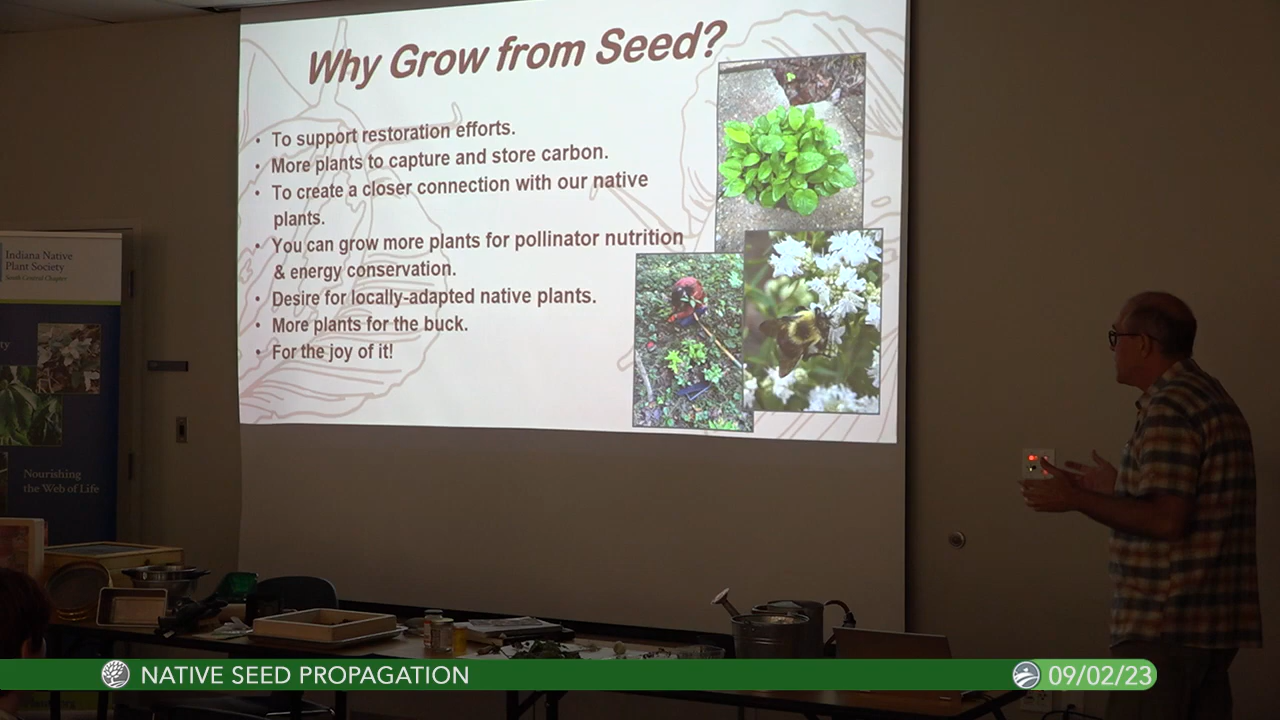 Why Grow from Seed?
• To support restoration efforts.
• More plants to capture and store carbon.
• To create a closer connection with our native
plants.
• You can grow more plants for pollinator nutrition
& energy conservation.
• Desire for locally-adapted native plants.
• More plants for the buck.
• For the joy of it!
Indiana Native
Plant Society
South Central Chapter
Nourishing
the Web of Life
NATIVE SEED PROPAGATION
09/02/23